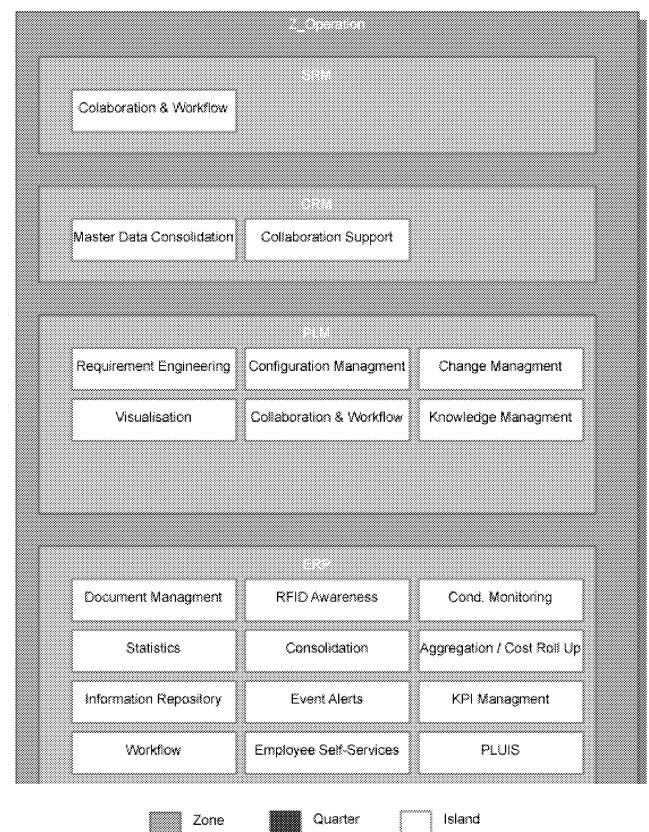 Z_Operation
SRM
Colaboration & Workflow
CRM
Master Data Consolidation Collaboration Support
PLM
Requirement Engineering Configuration Managment Change Managment
Visualisation Collaboration & Workflow Knowledge Managment
ERP
Document Managment RFID Awareness Cond. Monitoring
Statistics Consolidation Aggregation / Cost Roll Up
Information Repository Event Alerts KPI Managment
Workflow Employee Self-Services PLUIS
Zone Quarter Island